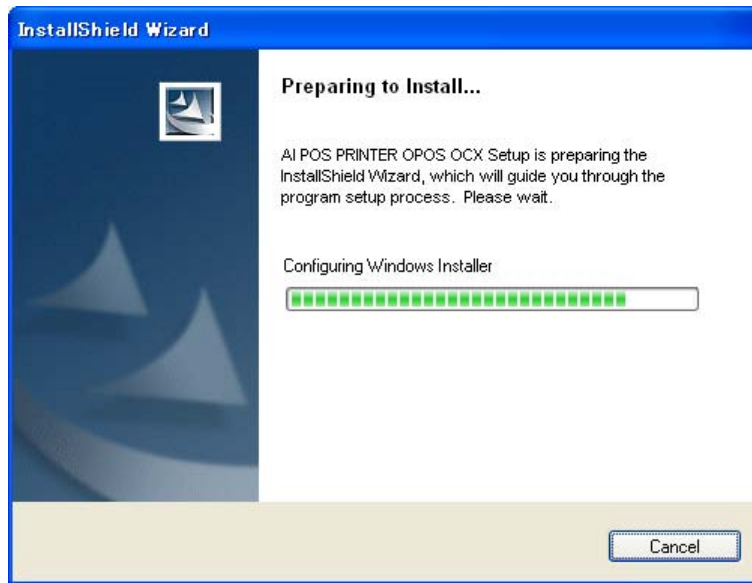 InstallShield Wizard
Preparing to Install...
AI POS PRINTER OPOS OCX Setup is preparing the
InstallShield Wizard, which will guide you through the
program setup process. Please wait.
Configuring Windows Installer
Cancel